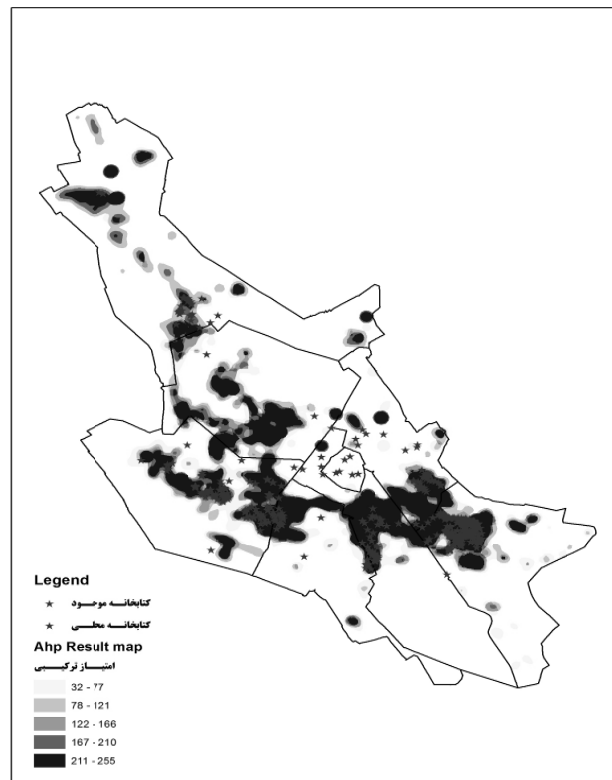 Legend
کتابخانه موجود
کتابخانه محلی
Ahp Result map
امتیاز ترکیبی
32 - 77
78 - 121
122 - 166
167 - 210
211 - 255